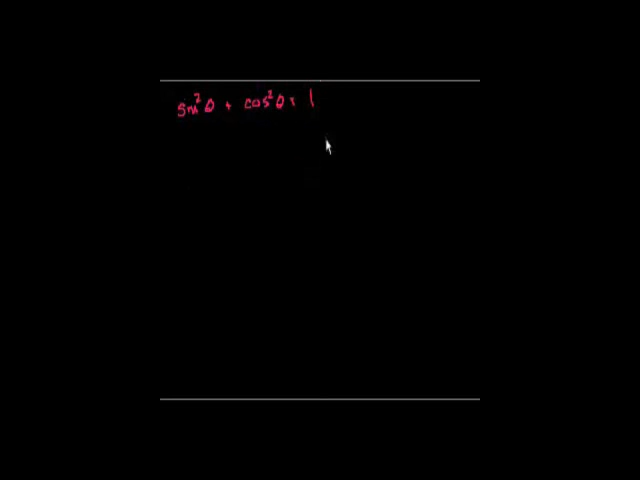 sin²θ + cos²θ = 1